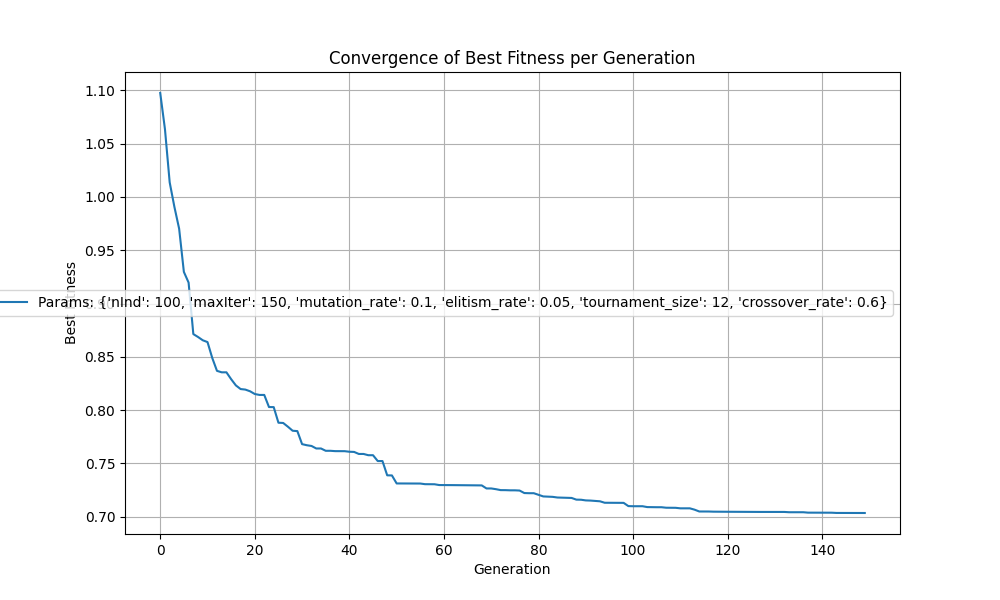 Convergence of Best Fitness per Generation
1.10
1.05
1.00
0.95
Best
ness
Params: {'nInd': 100, 'maxIter': 150, 'mutation_rate': 0.1, 'elitism_rate': 0.05, 'tournament_size': 12, 'crossover_rate': 0.6}
0.85
0.80
0.75
0.70
0 20 40 60 80 100 120 140
Generation